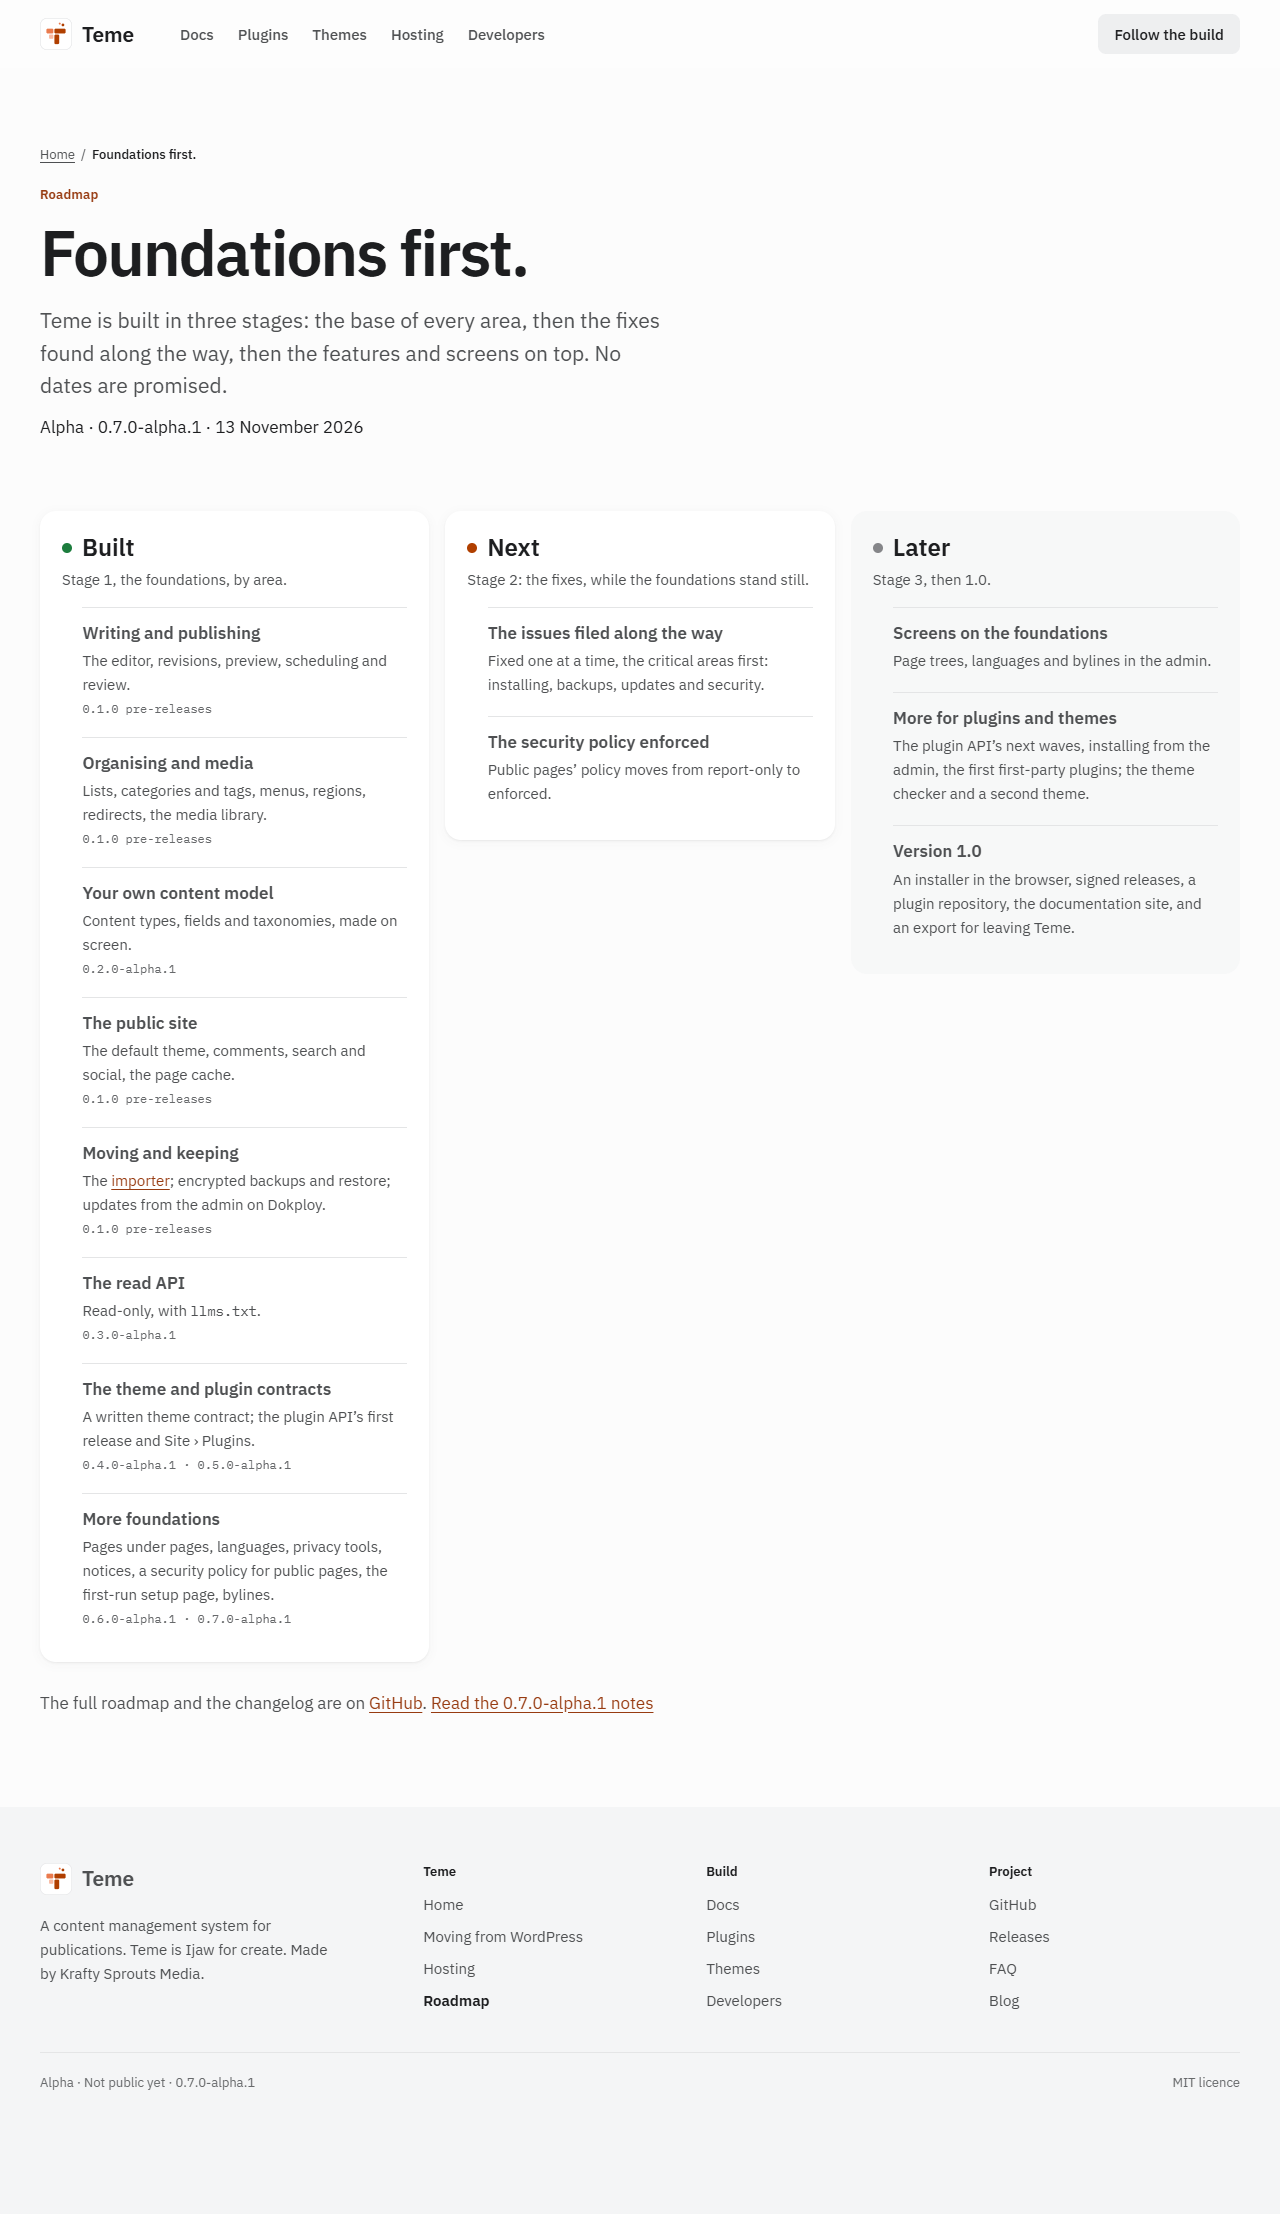 Teme
Docs
Plugins
Themes
Hosting
Developers
Follow the build
Home / Foundations first.
Roadmap
Foundations first.
Teme is built in three stages: the base of every area, then the fixes
found along the way, then the features and screens on top. No
dates are promised.
Alpha · 0.7.0-alpha.1 · 13 November 2026
Built
Stage 1, the foundations, by area.
Writing and publishing
The editor, revisions, preview, scheduling and
review.
0.1.0 pre-releases
Organising and media
Lists, categories and tags, menus, regions,
redirects, the media library.
0.1.0 pre-releases
Your own content model
Content types, fields and taxonomies, made on
screen.
0.2.0-alpha.1
The public site
The default theme, comments, search and
social, the page cache.
0.1.0 pre-releases
Moving and keeping
The importer; encrypted backups and restore;
updates from the admin on Dokploy.
0.1.0 pre-releases
The read API
Read-only, with llms.txt.
0.3.0-alpha.1
The theme and plugin contracts
A written theme contract; the plugin API’s first
release and Site › Plugins.
0.4.0-alpha.1 · 0.5.0-alpha.1
More foundations
Pages under pages, languages, privacy tools,
notices, a security policy for public pages, the
first-run setup page, bylines.
0.6.0-alpha.1 · 0.7.0-alpha.1
Next
Stage 2: the fixes, while the foundations stand still.
The issues filed along the way
Fixed one at a time, the critical areas first:
installing, backups, updates and security.
The security policy enforced
Public pages’ policy moves from report-only to
enforced.
Later
Stage 3, then 1.0.
Screens on the foundations
Page trees, languages and bylines in the admin.
More for plugins and themes
The plugin API’s next waves, installing from the
admin, the first first-party plugins; the theme
checker and a second theme.
Version 1.0
An installer in the browser, signed releases, a
plugin repository, the documentation site, and
an export for leaving Teme.
The full roadmap and the changelog are on GitHub. Read the 0.7.0-alpha.1 notes
Teme
A content management system for
publications. Teme is Ijaw for create. Made
by Krafty Sprouts Media.
Teme
Home
Moving from WordPress
Hosting
Roadmap
Build
Docs
Plugins
Themes
Developers
Project
GitHub
Releases
FAQ
Blog
Alpha · Not public yet · 0.7.0-alpha.1
MIT licence